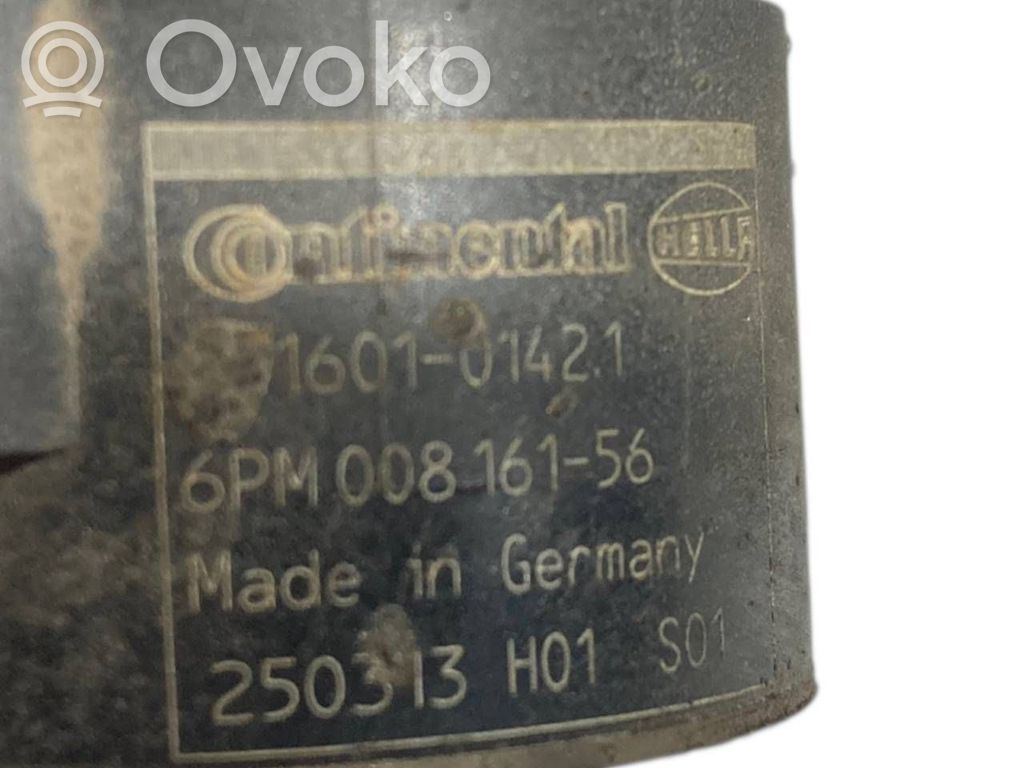 Ovoko
Continental HELLA
1601-0142.1
6PM 008 161-56
Made in Germany
250313 H01 S01